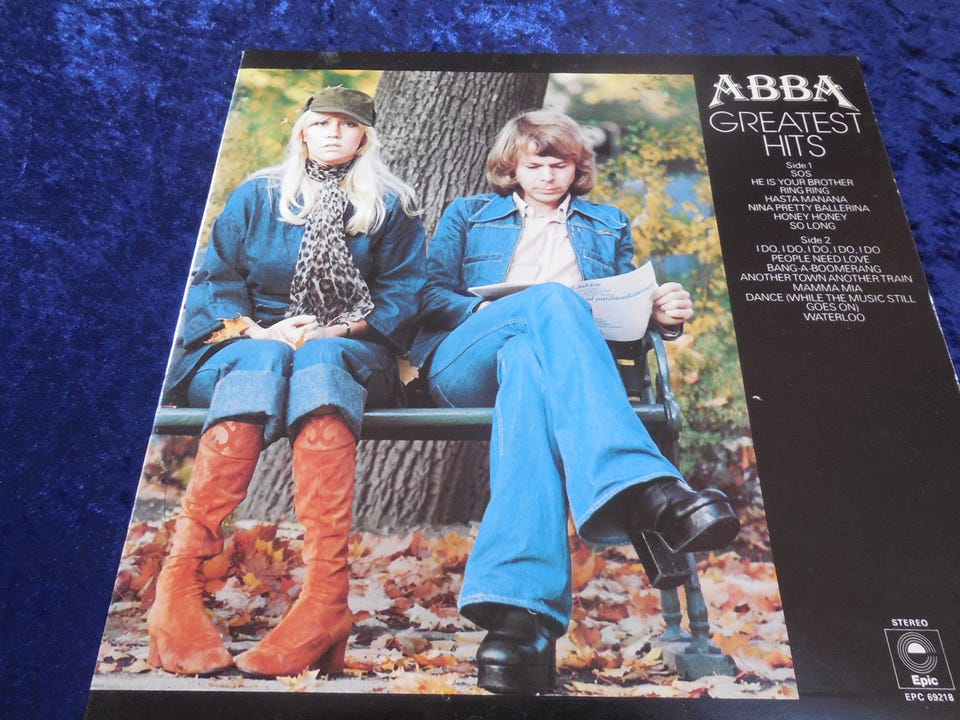 ABBA
GREATEST
HITS
Side 1
SOS
HE IS YOUR BROTHER
RING RING
HASTA MANANA
NINA PRETTY BALLERINA
HONEY HONEY
SO LONG
Side 2
I DO, I DO, I DO, I DO, I DO
PEOPLE NEED LOVE
BANG-A-BOOMERANG
ANOTHER TOWN ANOTHER TRAIN
MAMMA MIA
DANCE (WHILE THE MUSIC STILL
GOES ON)
WATERLOO
STEREO
Epic
EPC 69218